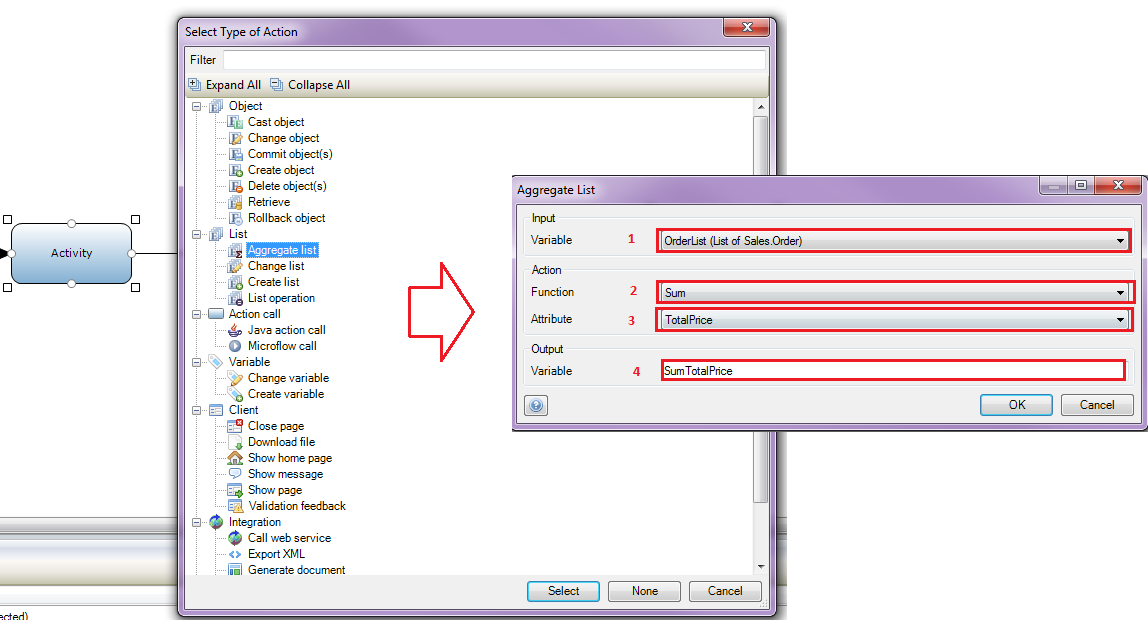 Select Type of Action
Filter
Expand All Collapse All
Object
Cast object
Change object
Commit object(s)
Create object
Delete object(s)
Retrieve
Rollback object
List
Aggregate list
Change list
Create list
List operation
Action call
Java action call
Microflow call
Variable
Change variable
Create variable
Client
Close page
Download file
Show home page
Show message
Show page
Validation feedback
Integration
Call web service
Export XML
Generate document
Select None Cancel
Activity
ected)
Aggregate List
Input
Variable 1 OrderList (List of Sales.Order)
Action
Function 2 Sum
Attribute 3 TotalPrice
Output
Variable 4 SumTotalPrice
OK Cancel